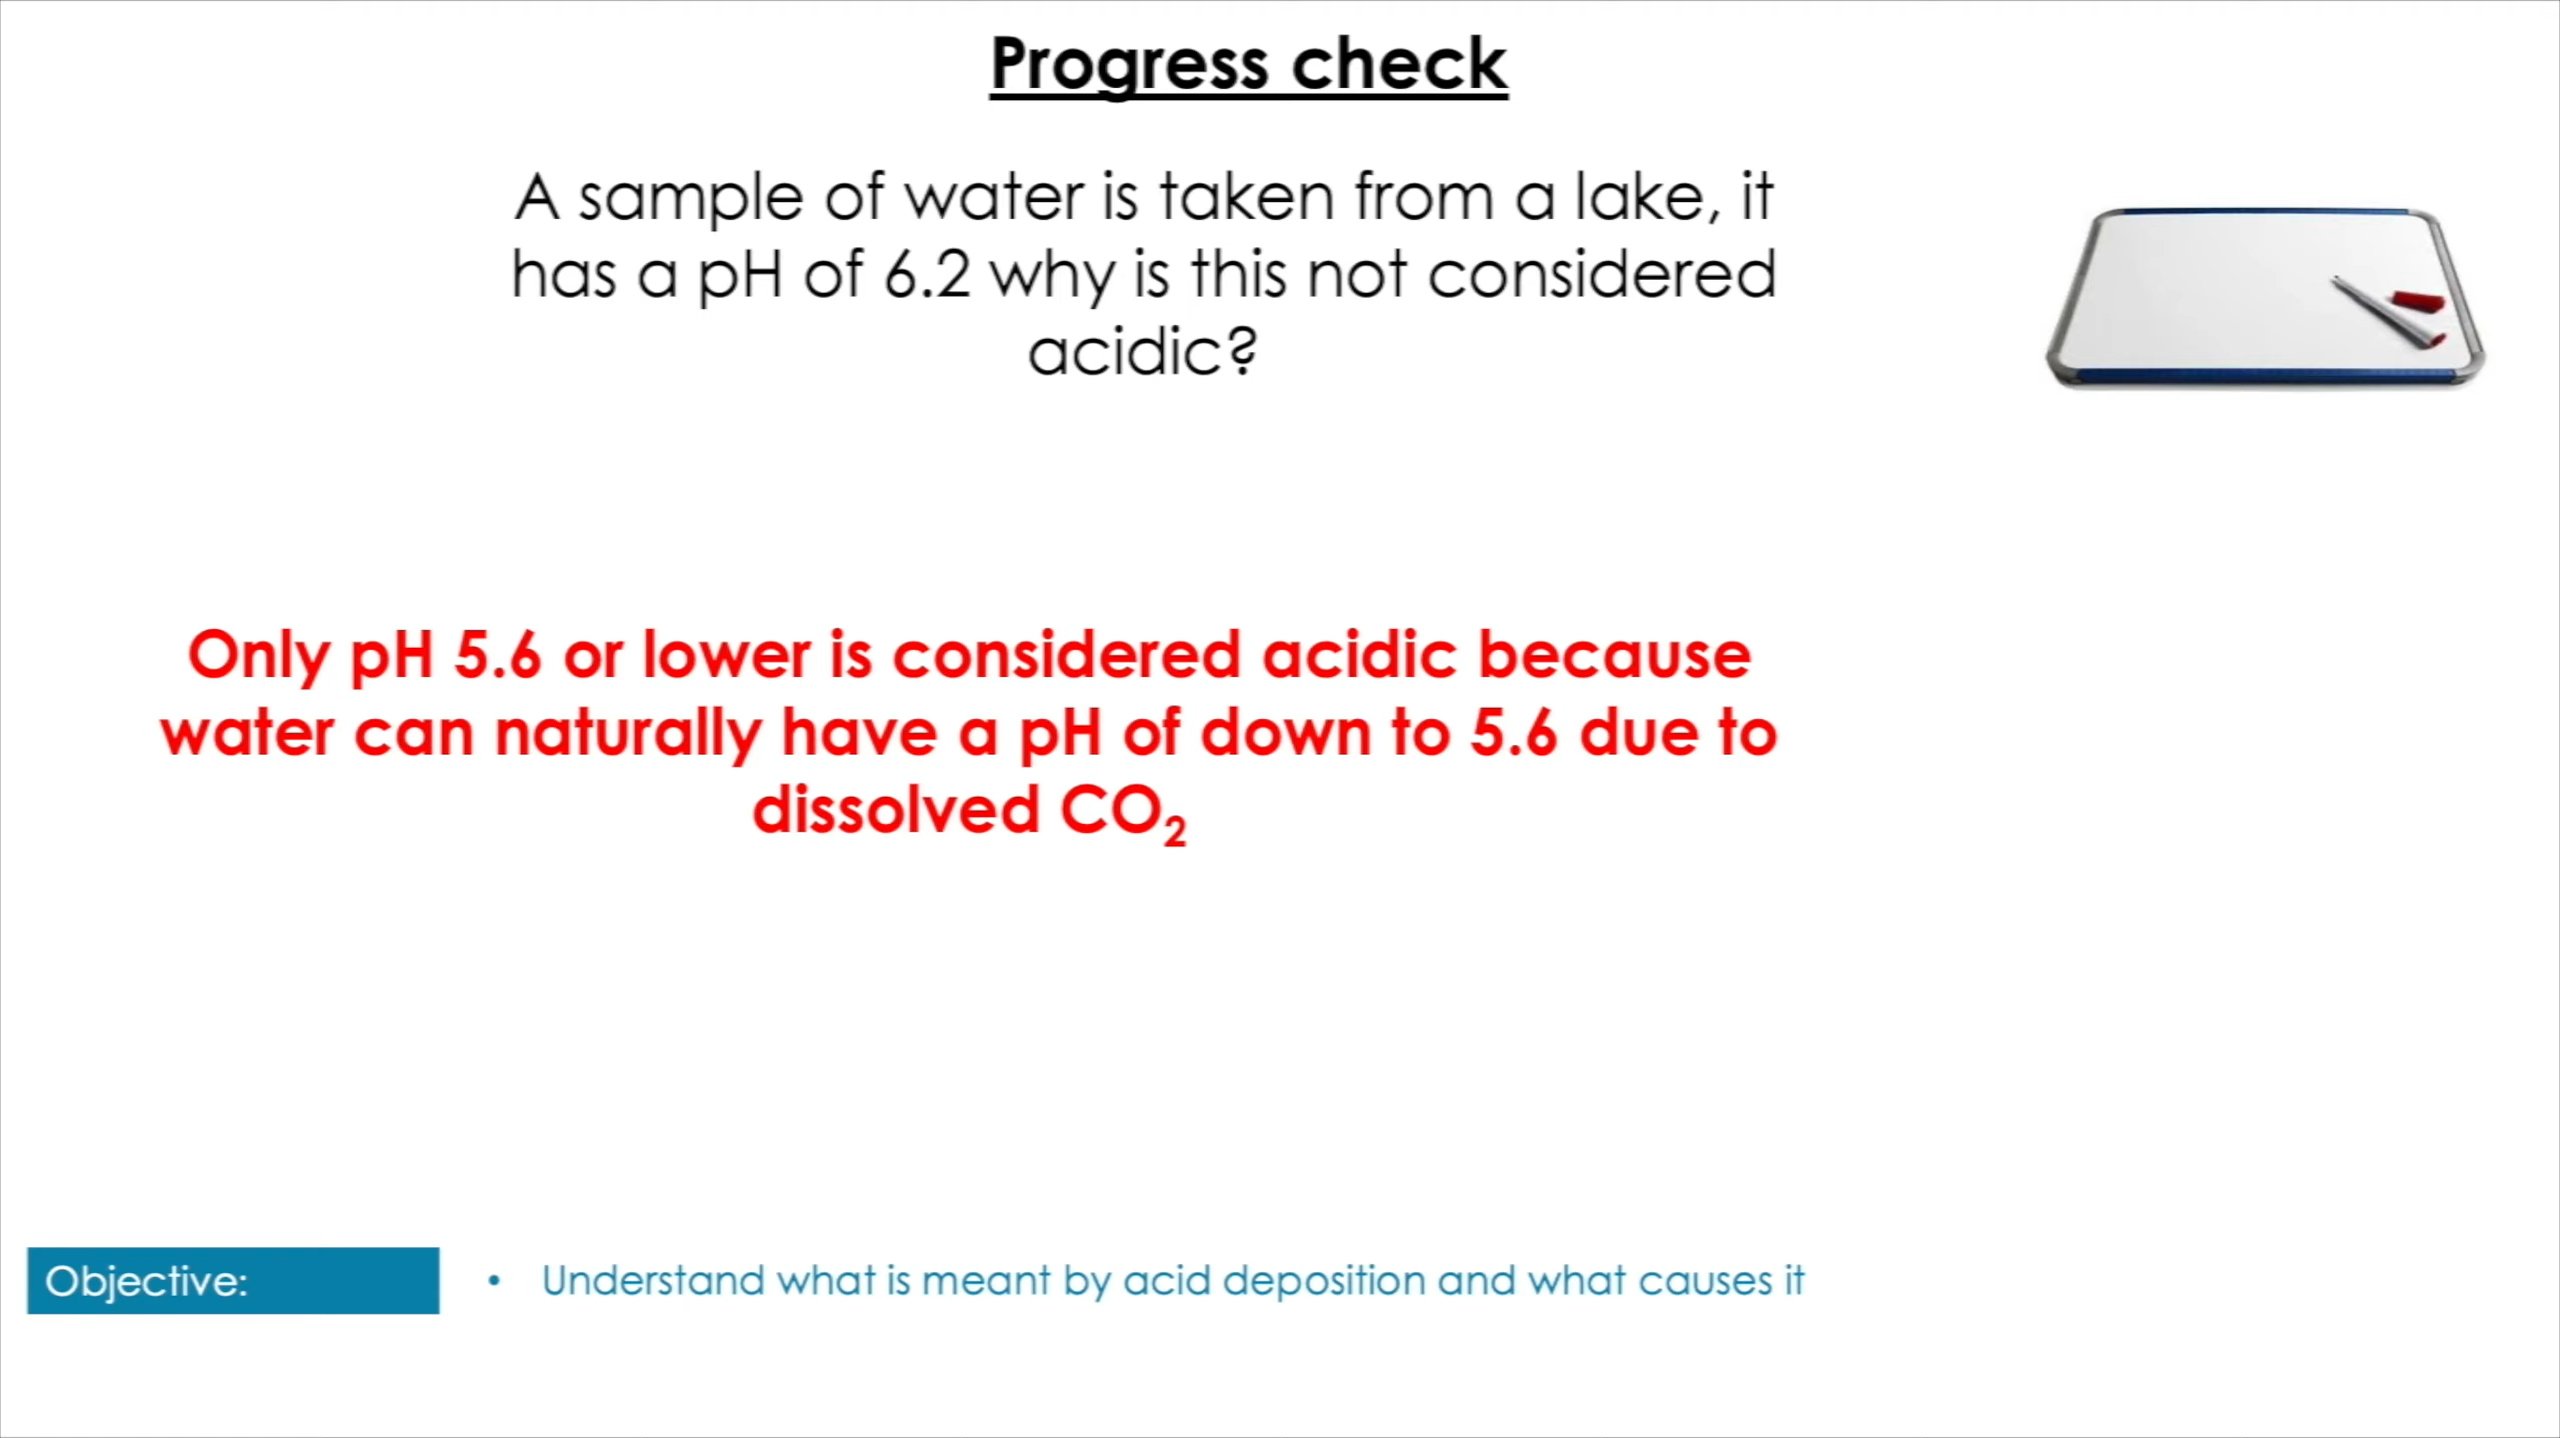 Progress check
A sample of water is taken from a lake, it
has a pH of 6.2 why is this not considered
acidic?
Only pH 5.6 or lower is considered acidic because
water can naturally have a pH of down to 5.6 due to
dissolved CO₂
Objective:
• Understand what is meant by acid deposition and what causes it